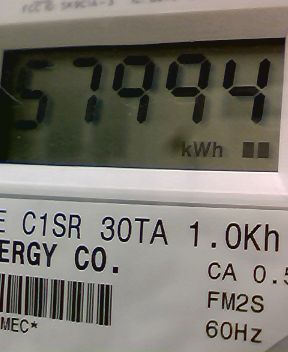 57994
kWh
E C1SR 30TA 1.0Kh
ERGY CO.
CA 0.5
FM2S
MEC*
60Hz